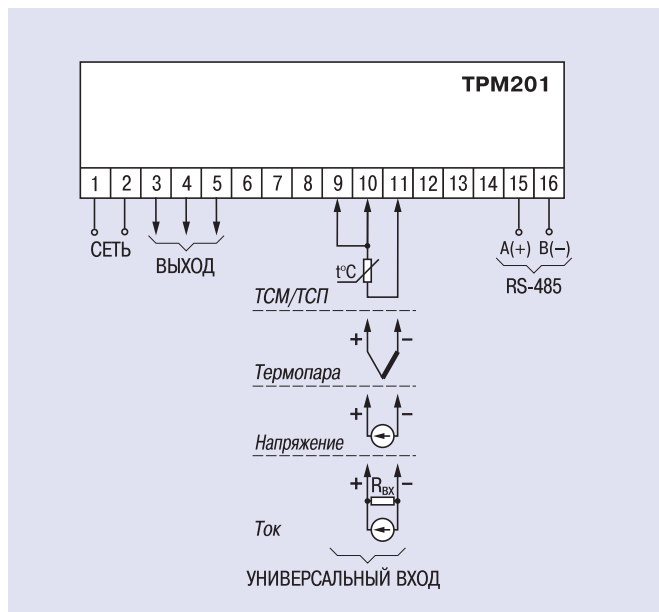 ТРМ201
1 2 3 4 5 6 7 8 9 10 11 12 13 14 15 16
СЕТЬ
ВЫХОД
A(+) B(–)
RS-485
t°C
ТСМ/ТСП
+ –
Термопара
+ –
Напряжение
+ Rвх –
Ток
УНИВЕРСАЛЬНЫЙ ВХОД